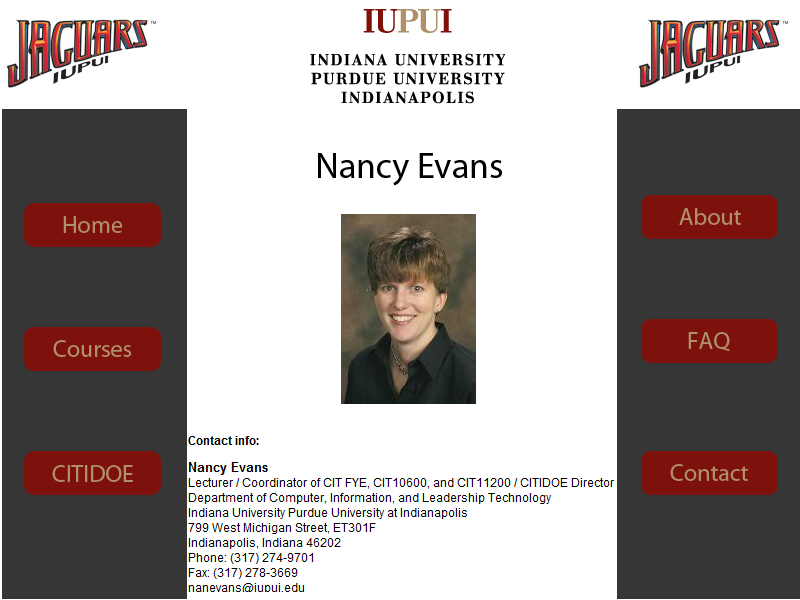 JAGUARS™
IUPUI
IUPUI
INDIANA UNIVERSITY
PURDUE UNIVERSITY
INDIANAPOLIS
JAGUARS™
IUPUI
Nancy Evans
Home
Courses
CITIDOE
About
FAQ
Contact
Contact info:
Nancy Evans
Lecturer / Coordinator of CIT FYE, CIT10600, and CIT11200 / CITIDOE Director
Department of Computer, Information, and Leadership Technology
Indiana University Purdue University at Indianapolis
799 West Michigan Street, ET301F
Indianapolis, Indiana 46202
Phone: (317) 274-9701
Fax: (317) 278-3669
nanevans@iupui.edu